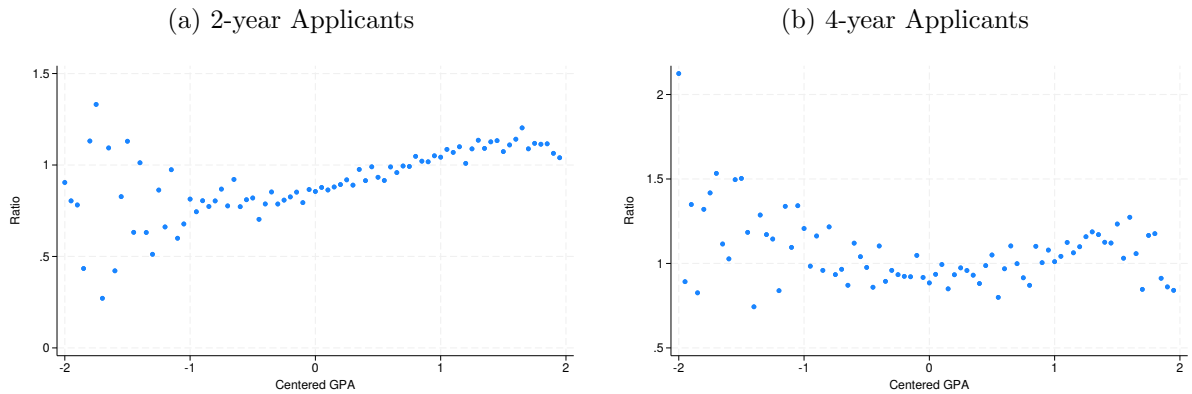 (a) 2-year Applicants
1.5
1
.5
0
Ratio
-2 -1 0 1 2
Centered GPA
(b) 4-year Applicants
2
1.5
1
.5
Ratio
-2 -1 0 1 2
Centered GPA